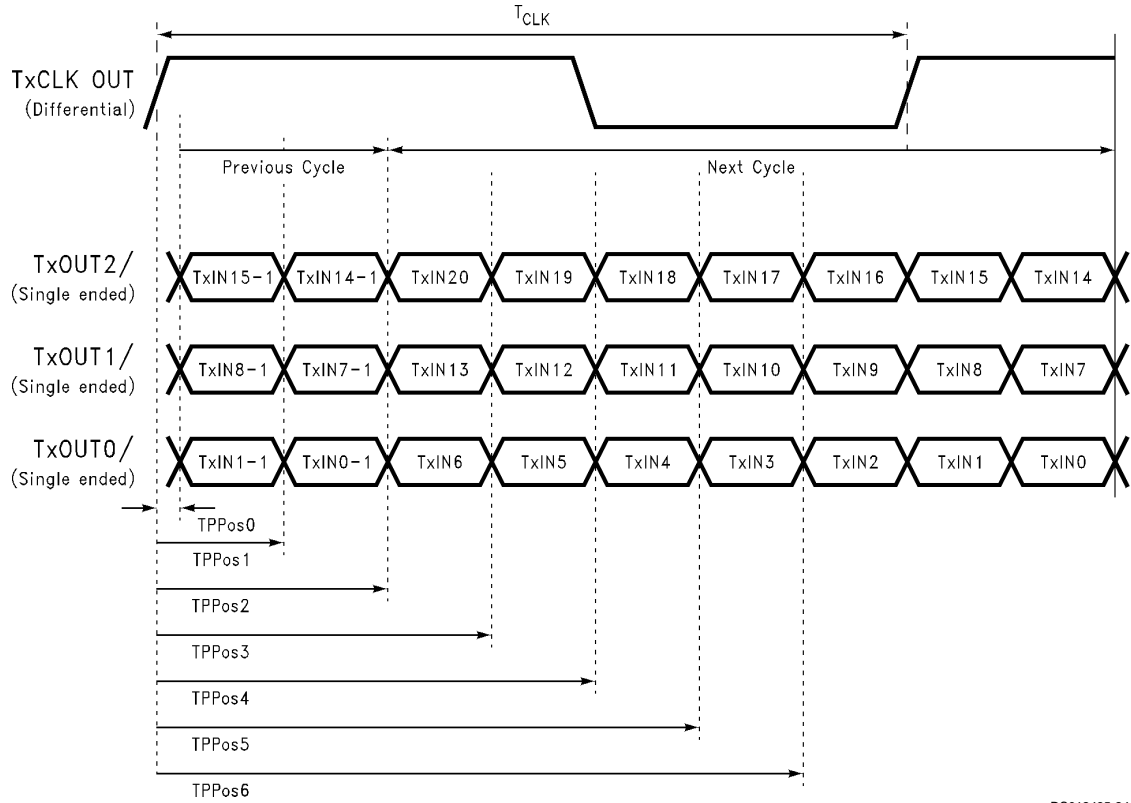 TCLK
TxCLK OUT
(Differential)
Previous Cycle
Next Cycle
TxOUT2/
(Single ended)
TxIN15-1 TxIN14-1 TxIN20 TxIN19 TxIN18 TxIN17 TxIN16 TxIN15 TxIN14
TxOUT1/
(Single ended)
TxIN8-1 TxIN7-1 TxIN13 TxIN12 TxIN11 TxIN10 TxIN9 TxIN8 TxIN7
TxOUT0/
(Single ended)
TxIN1-1 TxIN0-1 TxIN6 TxIN5 TxIN4 TxIN3 TxIN2 TxIN1 TxIN0
TPPos0
TPPos1
TPPos2
TPPos3
TPPos4
TPPos5
TPPos6